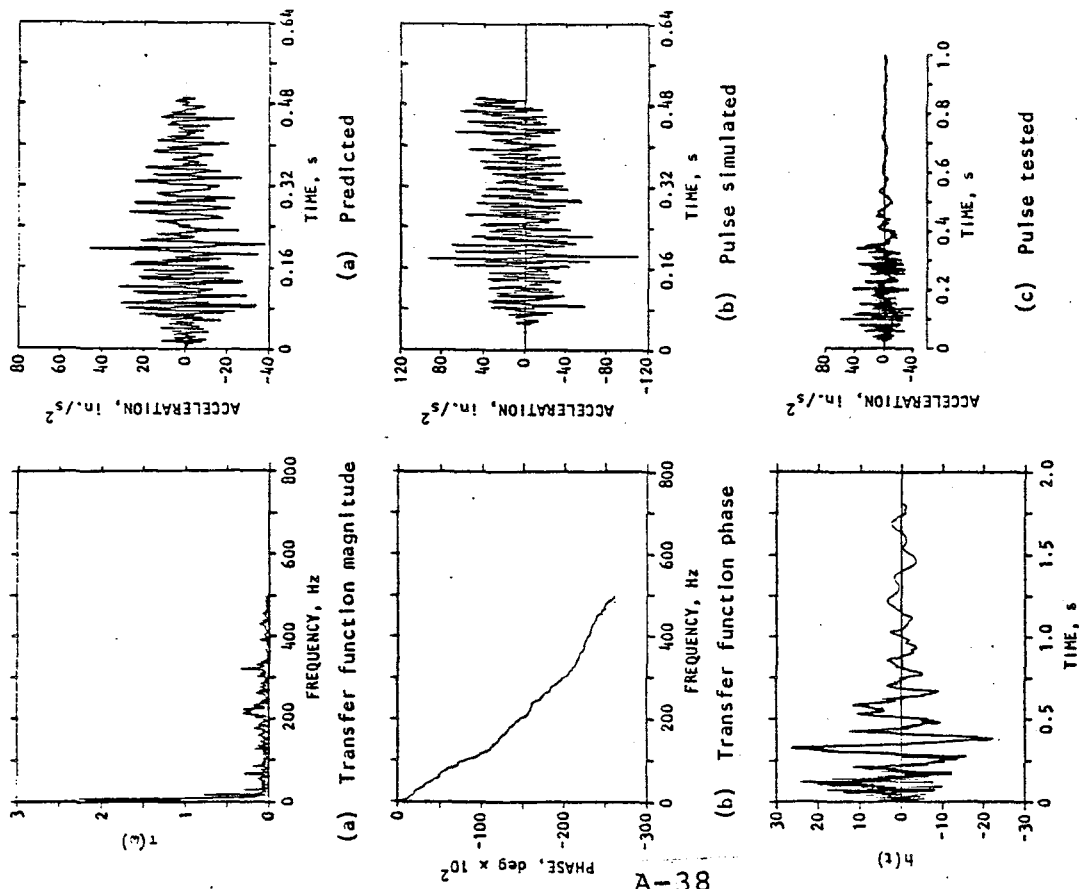 3
2
1
0
T(ω)
0 200 400 600 800
FREQUENCY, Hz
(a) Transfer function magnitude
0
-100
-200
-300
PHASE, deg x 10²
0 200 400 600 800
FREQUENCY, Hz
(b) Transfer function phase
30
20
10
0
-10
-20
-30
h(t)
0 0.5 1.0 1.5 2.0
TIME, s
80
60
40
20
0
-20
-40
ACCELERATION, in./s²
0 0.16 0.32 0.48 0.64
TIME, s
(a) Predicted
120
80
40
0
-40
-80
-120
ACCELERATION, in./s²
0 0.16 0.32 0.48 0.64
TIME, s
(b) Pulse simulated
80
40
0
-40
ACCELERATION, in./s²
0 0.2 0.4 0.6 0.8 1.0
TIME, s
(c) Pulse tested
A-38